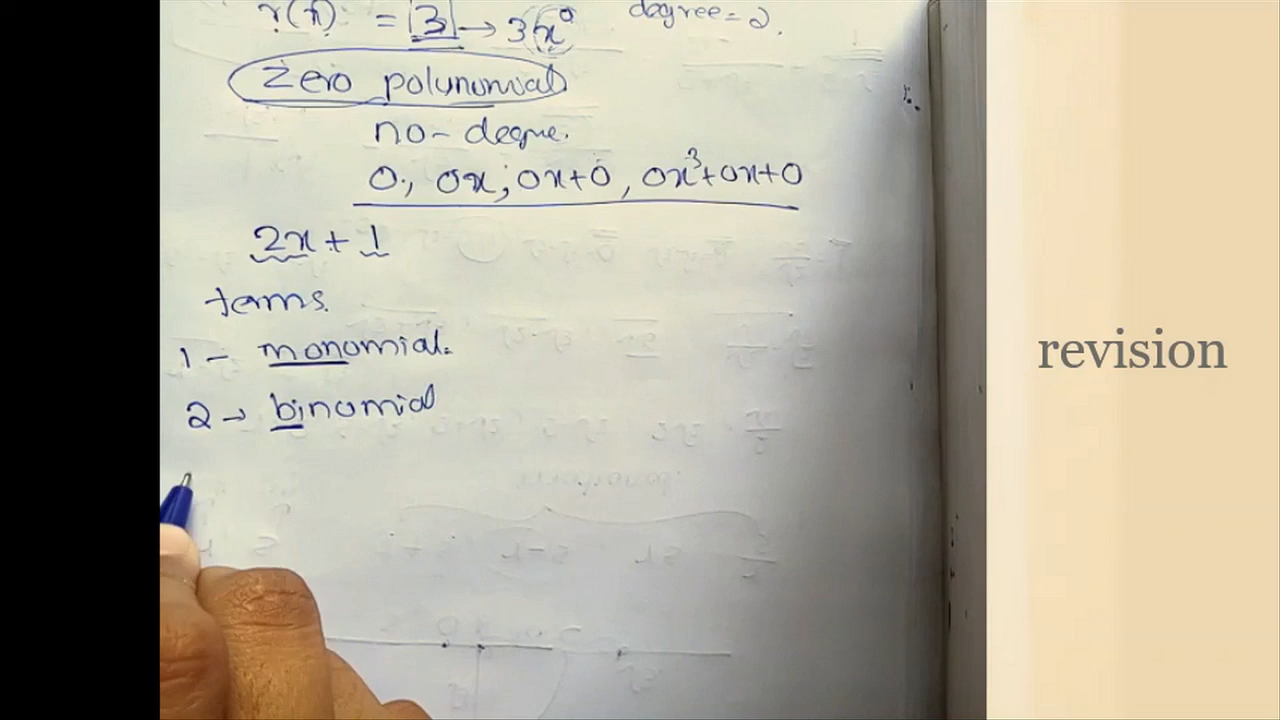 r(x) = 3 → 3x⁰ degree = 2.
Zero polynomial
no - degree.
0, 0x, 0x+0, 0x³+0x+0
2x + 1
terms.
1 - monomial.
2 → binomial
revision